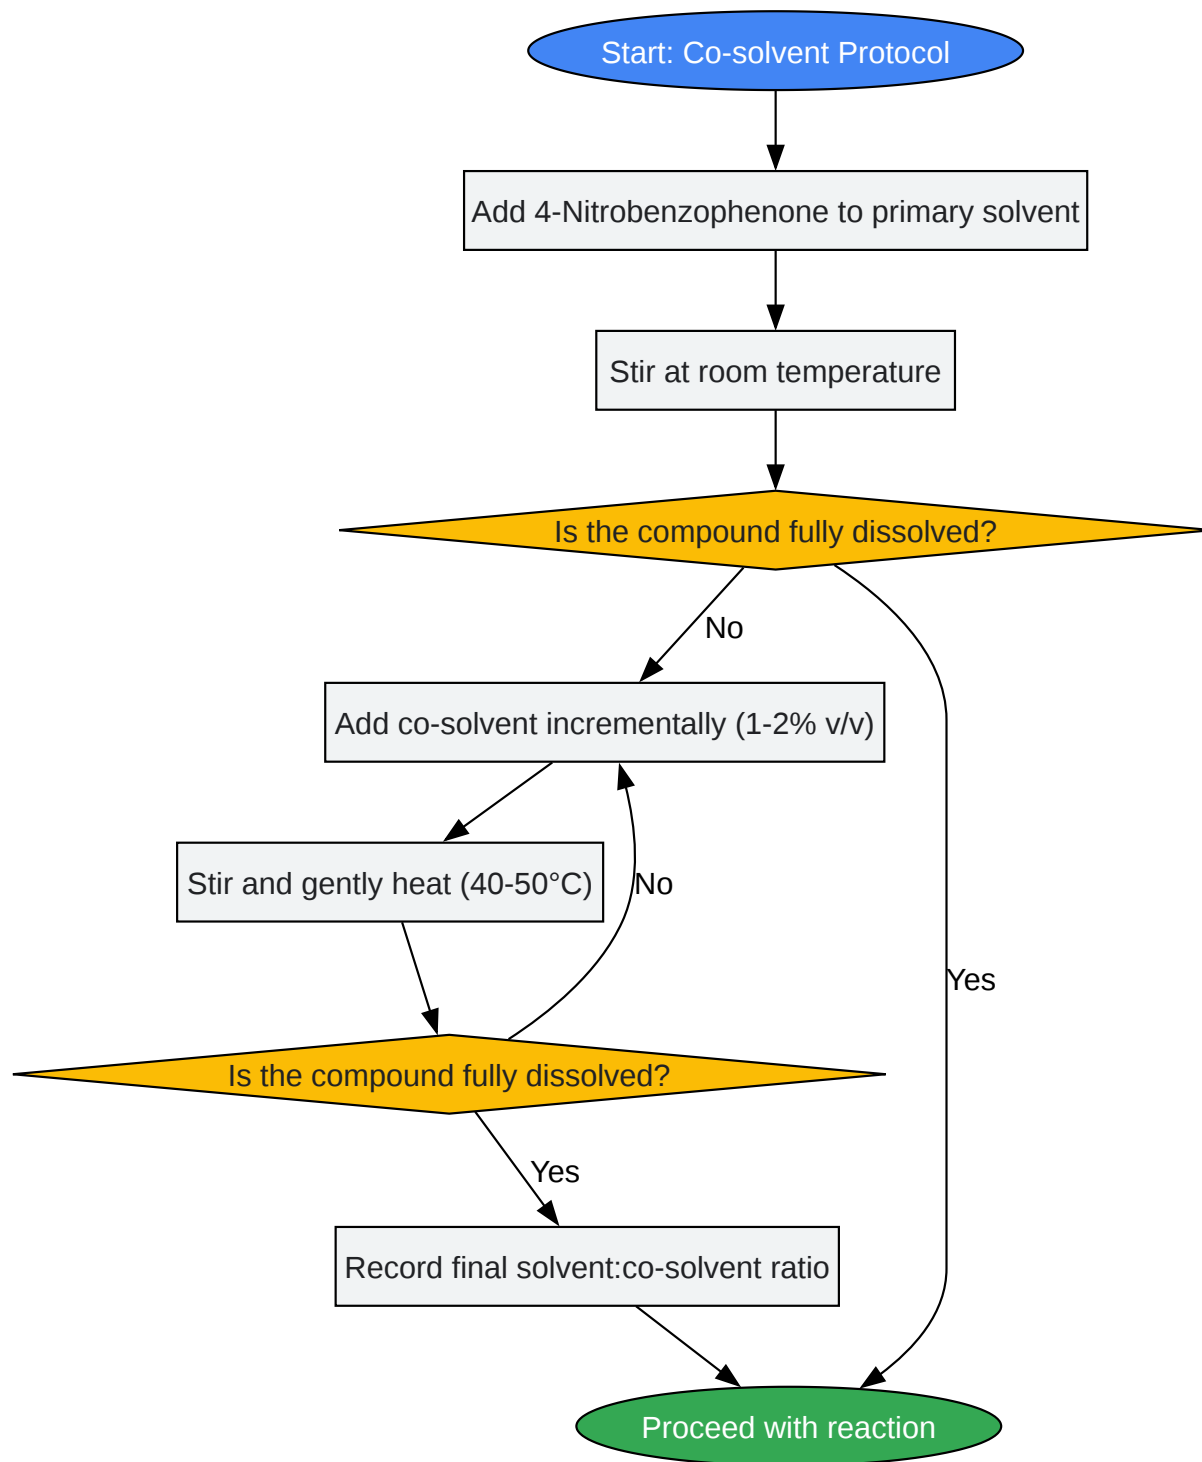 Start: Co-solvent Protocol
Add 4-Nitrobenzophenone to primary solvent
Stir at room temperature
Is the compound fully dissolved?
No
Add co-solvent incrementally (1-2% v/v)
Stir and gently heat (40-50°C)
No
Yes
Is the compound fully dissolved?
Yes
Record final solvent:co-solvent ratio
Proceed with reaction